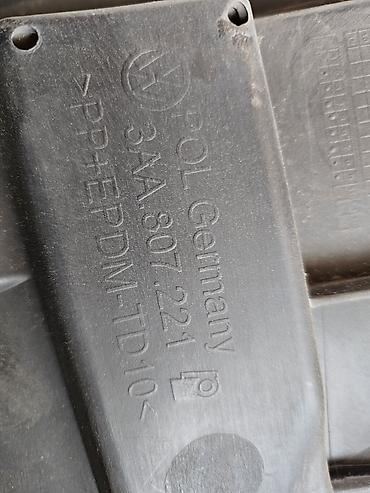 POL Germany
3AA.807.221
>PP+EPDM-TD10<